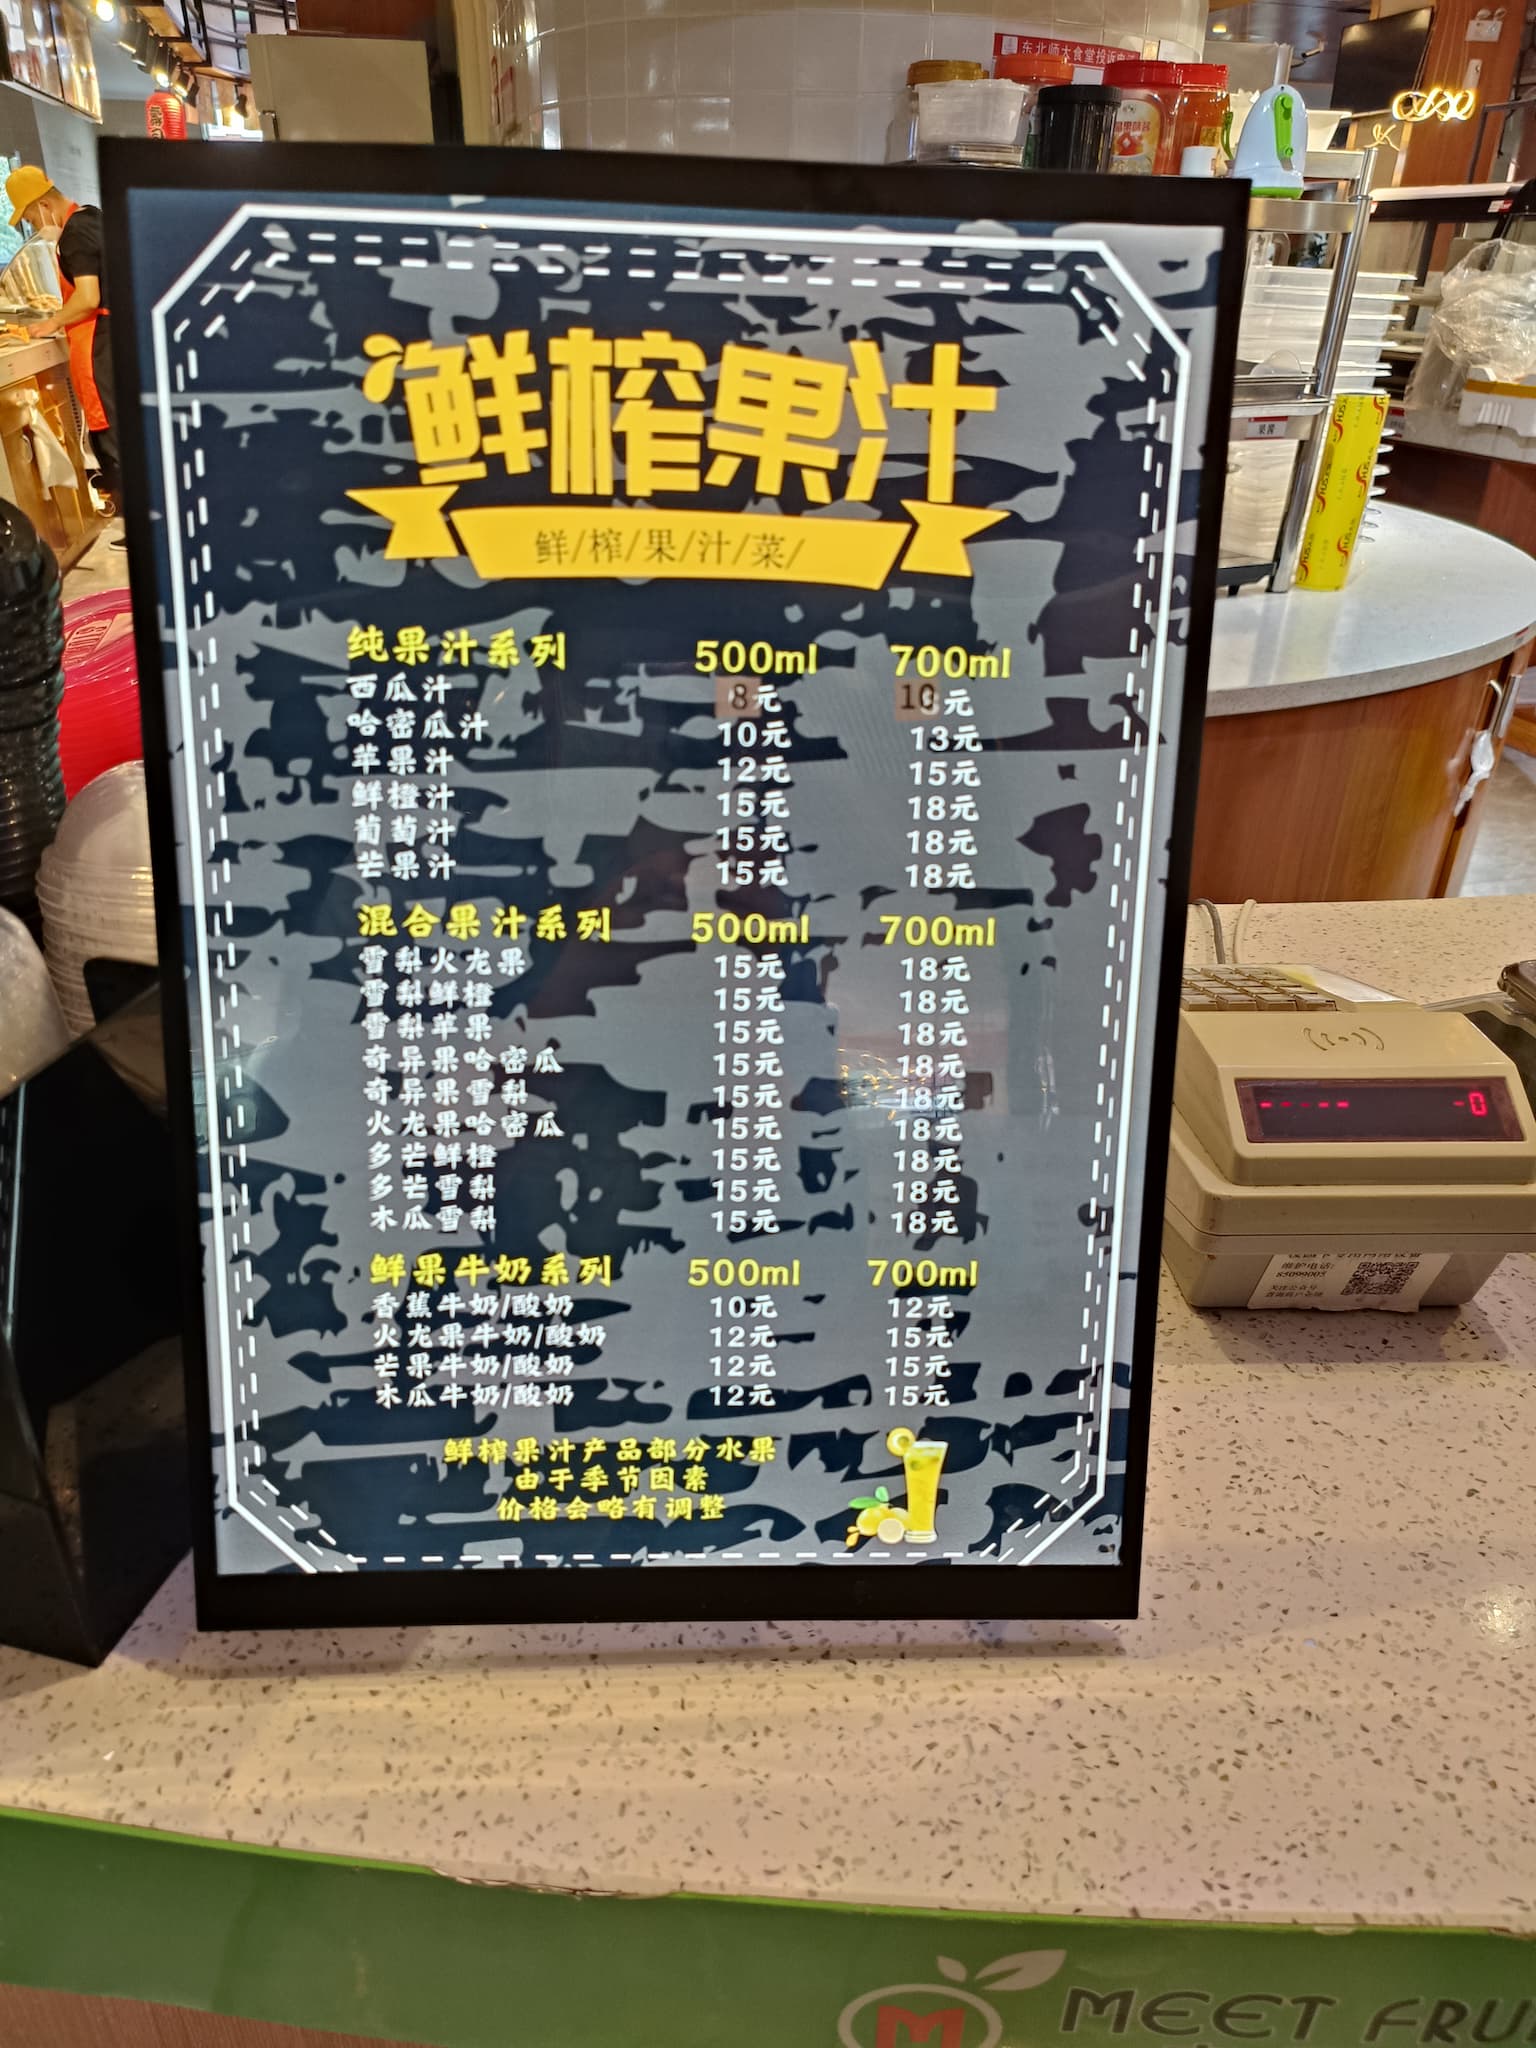 东北师大食堂投诉电话
鲜榨果汁
鲜/榨/果/汁/菜/
纯果汁系列 500ml 700ml
西瓜汁 8元 10元
哈密瓜汁 10元 13元
苹果汁 12元 15元
鲜橙汁 15元 18元
葡萄汁 15元 18元
芒果汁 15元 18元
混合果汁系列 500ml 700ml
雪梨火龙果 15元 18元
雪梨鲜橙 15元 18元
雪梨苹果 15元 18元
奇异果哈密瓜 15元 18元
奇异果雪梨 15元 18元
火龙果哈密瓜 15元 18元
多芒鲜橙 15元 18元
多芒雪梨 15元 18元
木瓜雪梨 15元 18元
鲜果牛奶系列 500ml 700ml
香蕉牛奶/酸奶 10元 12元
火龙果牛奶/酸奶 12元 15元
芒果牛奶/酸奶 12元 15元
木瓜牛奶/酸奶 12元 15元
鲜榨果汁产品部分水果
由于季节因素
价格会略有调整
-----  -0
维护电话:
85099005
MEET FRU